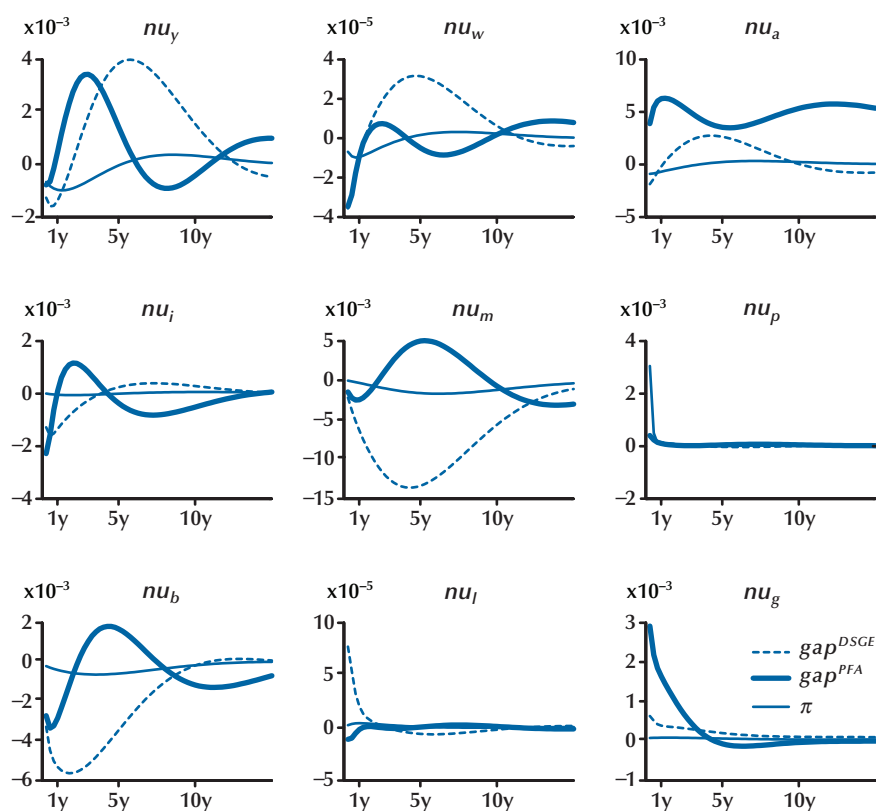 nu_y nu_w nu_a
x10⁻³ x10⁻⁵ x10⁻³
4 2 0 −2
1y 5y 10y
6 4 2 0 −2 −4
1y 5y 10y
10 5 0 −5
1y 5y 10y
nu_i nu_m nu_p
x10⁻³ x10⁻³ x10⁻³
2 0 −2 −4
1y 5y 10y
5 0 −5 −10 −15
1y 5y 10y
4 2 0 −2
1y 5y 10y
nu_b nu_l nu_g
x10⁻³ x10⁻⁵ x10⁻³
2 0 −2 −4 −6
1y 5y 10y
10 5 0 −5
1y 5y 10y
3 2 1 0 −1
1y 5y 10y
gap^DSGE
gap^PFA
π